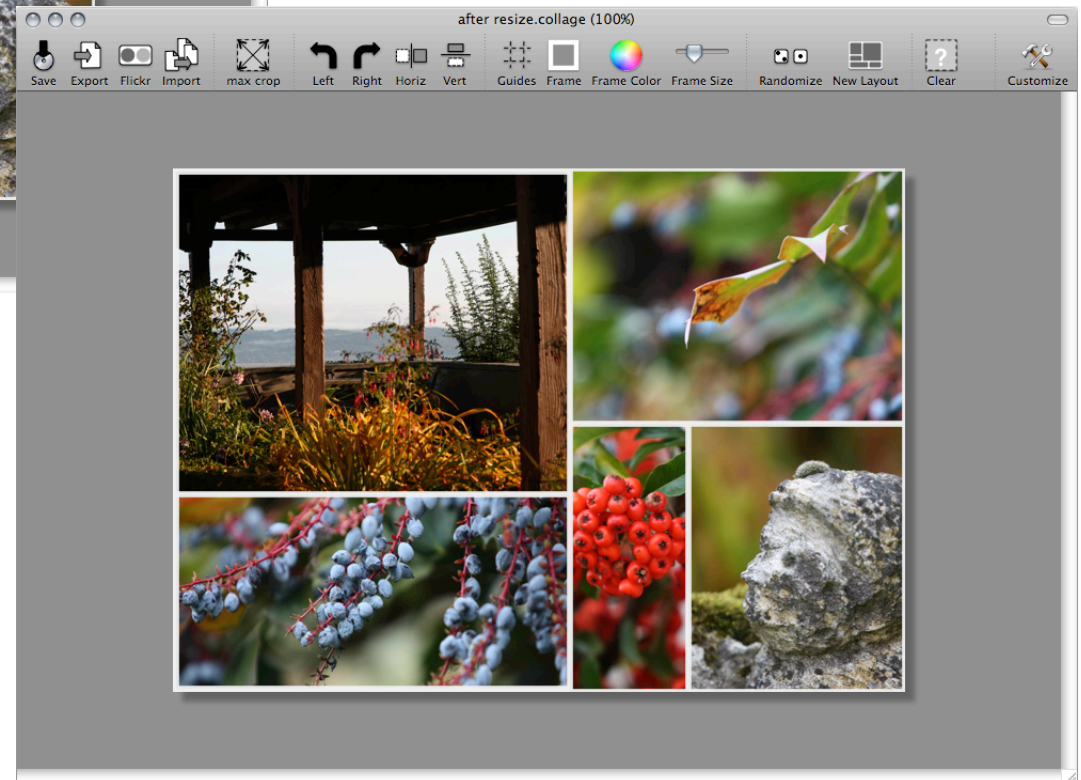 after resize.collage (100%)
Save Export Flickr Import max crop Left Right Horiz Vert Guides Frame Frame Color Frame Size Randomize New Layout Clear Customize